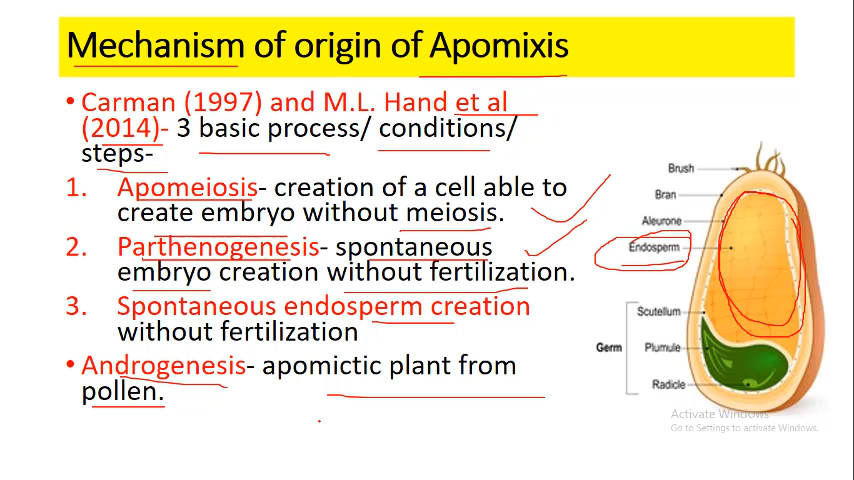 Mechanism of origin of Apomixis
• Carman (1997) and M.L. Hand et al
(2014)- 3 basic process/ conditions/
steps-
1. Apomeiosis- creation of a cell able to
create embryo without meiosis.
2. Parthenogenesis- spontaneous
embryo creation without fertilization.
3. Spontaneous endosperm creation
without fertilization
• Androgenesis- apomictic plant from
pollen.
Brush
Bran
Aleurone
Endosperm
Scutellum
Germ
Plumule
Radicle
Activate Windows
Go to Settings to activate Windows.